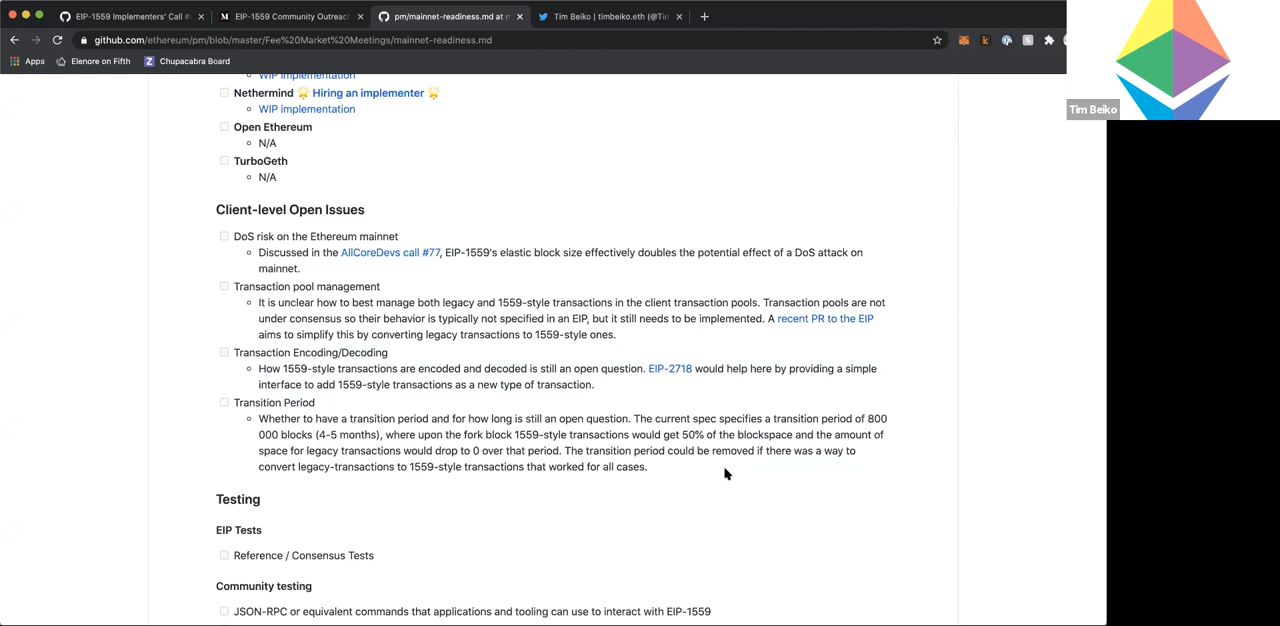 EIP-1559 Implementers' Call #
EIP-1559 Community Outreach
pm/mainnet-readiness.md at m
Tim Beiko | timbeiko.eth (@Tim
github.com/ethereum/pm/blob/master/Fee%20Market%20Meetings/mainnet-readiness.md
Apps
Elenore on Fifth
Chupacabra Board
Tim Beiko
WIP implementation
Nethermind 🌟 Hiring an implementer 🌟
WIP implementation
Open Ethereum
N/A
TurboGeth
N/A
Client-level Open Issues
DoS risk on the Ethereum mainnet
Discussed in the AllCoreDevs call #77, EIP-1559's elastic block size effectively doubles the potential effect of a DoS attack on
mainnet.
Transaction pool management
It is unclear how to best manage both legacy and 1559-style transactions in the client transaction pools. Transaction pools are not
under consensus so their behavior is typically not specified in an EIP, but it still needs to be implemented. A recent PR to the EIP
aims to simplify this by converting legacy transactions to 1559-style ones.
Transaction Encoding/Decoding
How 1559-style transactions are encoded and decoded is still an open question. EIP-2718 would help here by providing a simple
interface to add 1559-style transactions as a new type of transaction.
Transition Period
Whether to have a transition period and for how long is still an open question. The current spec specifies a transition period of 800
000 blocks (4-5 months), where upon the fork block 1559-style transactions would get 50% of the blockspace and the amount of
space for legacy transactions would drop to 0 over that period. The transition period could be removed if there was a way to
convert legacy-transactions to 1559-style transactions that worked for all cases.
Testing
EIP Tests
Reference / Consensus Tests
Community testing
JSON-RPC or equivalent commands that applications and tooling can use to interact with EIP-1559